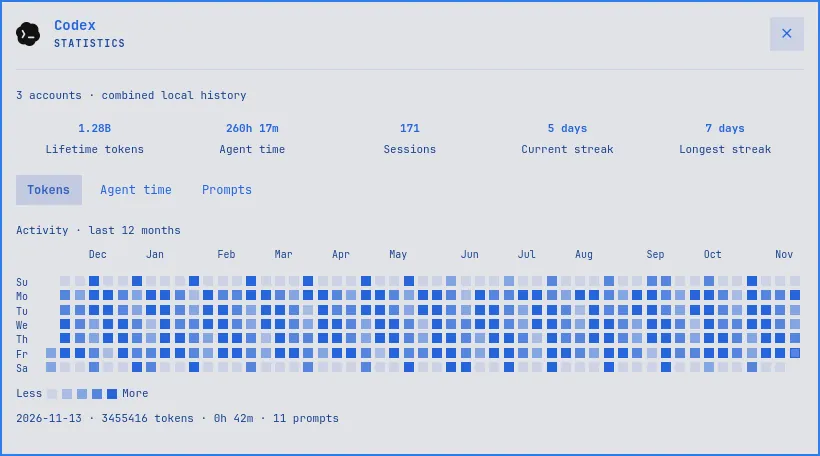 Codex
STATISTICS
3 accounts · combined local history
1.28B 260h 17m 171 5 days 7 days
Lifetime tokens Agent time Sessions Current streak Longest streak
Tokens Agent time Prompts
Activity · last 12 months
Dec Jan Feb Mar Apr May Jun Jul Aug Sep Oct Nov
Su
Mo
Tu
We
Th
Fr
Sa
Less More
2026-11-13 · 3455416 tokens · 0h 42m · 11 prompts